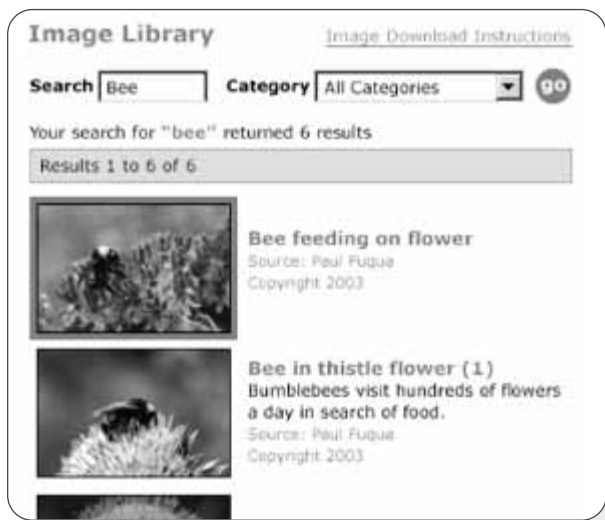 Image Library
Image Download Instructions
Search Bee Category All Categories go
Your search for "bee" returned 6 results
Results 1 to 6 of 6
Bee feeding on flower
Source: Paul Fuqua
Copyright 2003
Bee in thistle flower (1)
Bumblebees visit hundreds of flowers
a day in search of food.
Source: Paul Fuqua
Copyright 2003